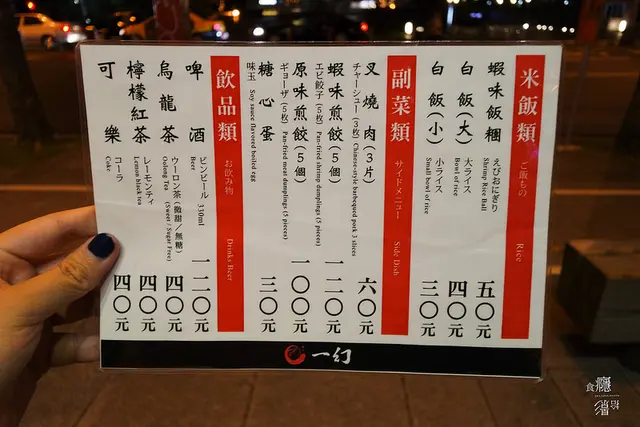 米飯類 ご飯もの Rice
蝦味飯糰 えびおにぎり Shrimp Rice Ball 五〇元
白飯(大) 大ライス Bowl of rice 四〇元
白飯(小) 小ライス Small bowl of rice 三〇元
副菜類 サイドメニュー Side Dish
叉燒肉(3片) チャーシュー(3枚) Chinese-style barbequed pork 3 slices 六〇元
蝦味煎餃(5個) エビ餃子(5枚) Pan-fried shrimp dumplings (5 pieces) 一二〇元
原味煎餃(5個) ギョーザ(5枚) Pan-fried meat dumplings (5 pieces) 一〇〇元
糖心蛋 味玉 Soy sauce flavored boiled egg 三〇元
飲品類 お飲み物 Drinks Beer
啤酒 ビンビール 330ml Beer 一二〇元
烏龍茶 ウーロン茶(微甜/無糖) Oolong Tea (Sweet / Sugar Free) 四〇元
檸檬紅茶 レーモンティ Lemon black tea 四〇元
可樂 コーラ Coke 四〇元
一幻
食癮
拾糧